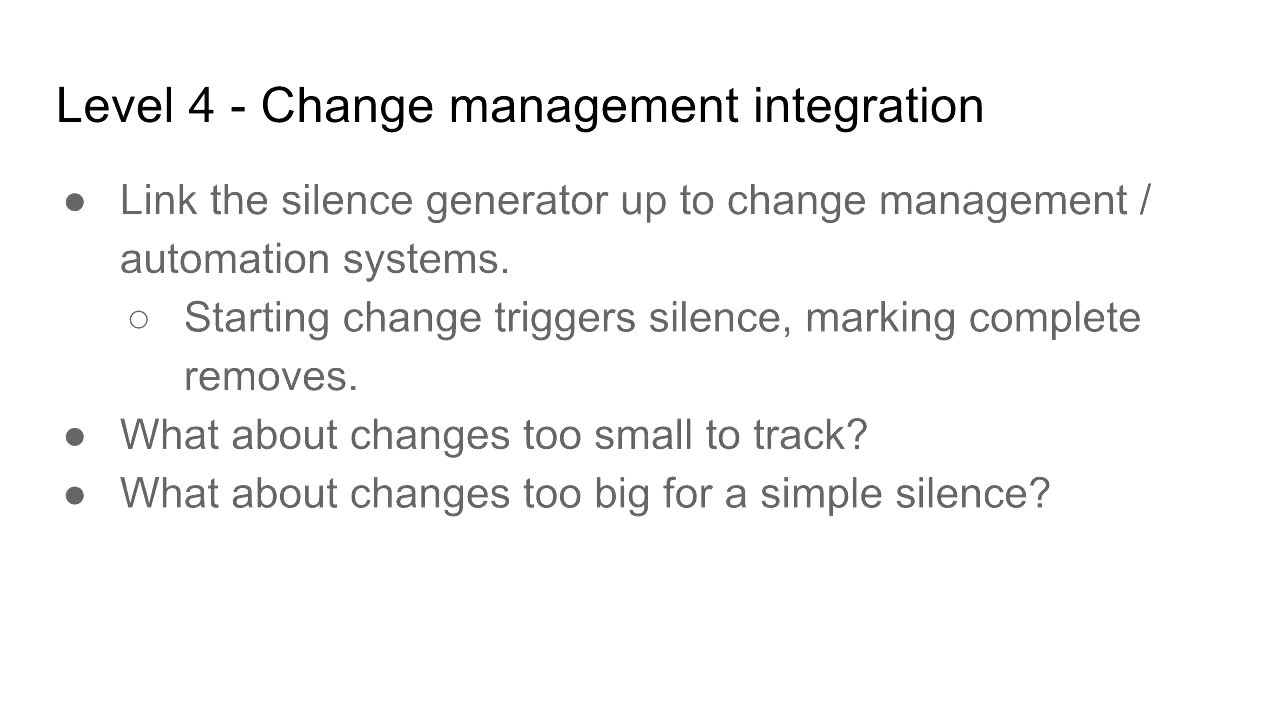 Level 4 - Change management integration
● Link the silence generator up to change management /
automation systems.
○ Starting change triggers silence, marking complete
removes.
● What about changes too small to track?
● What about changes too big for a simple silence?